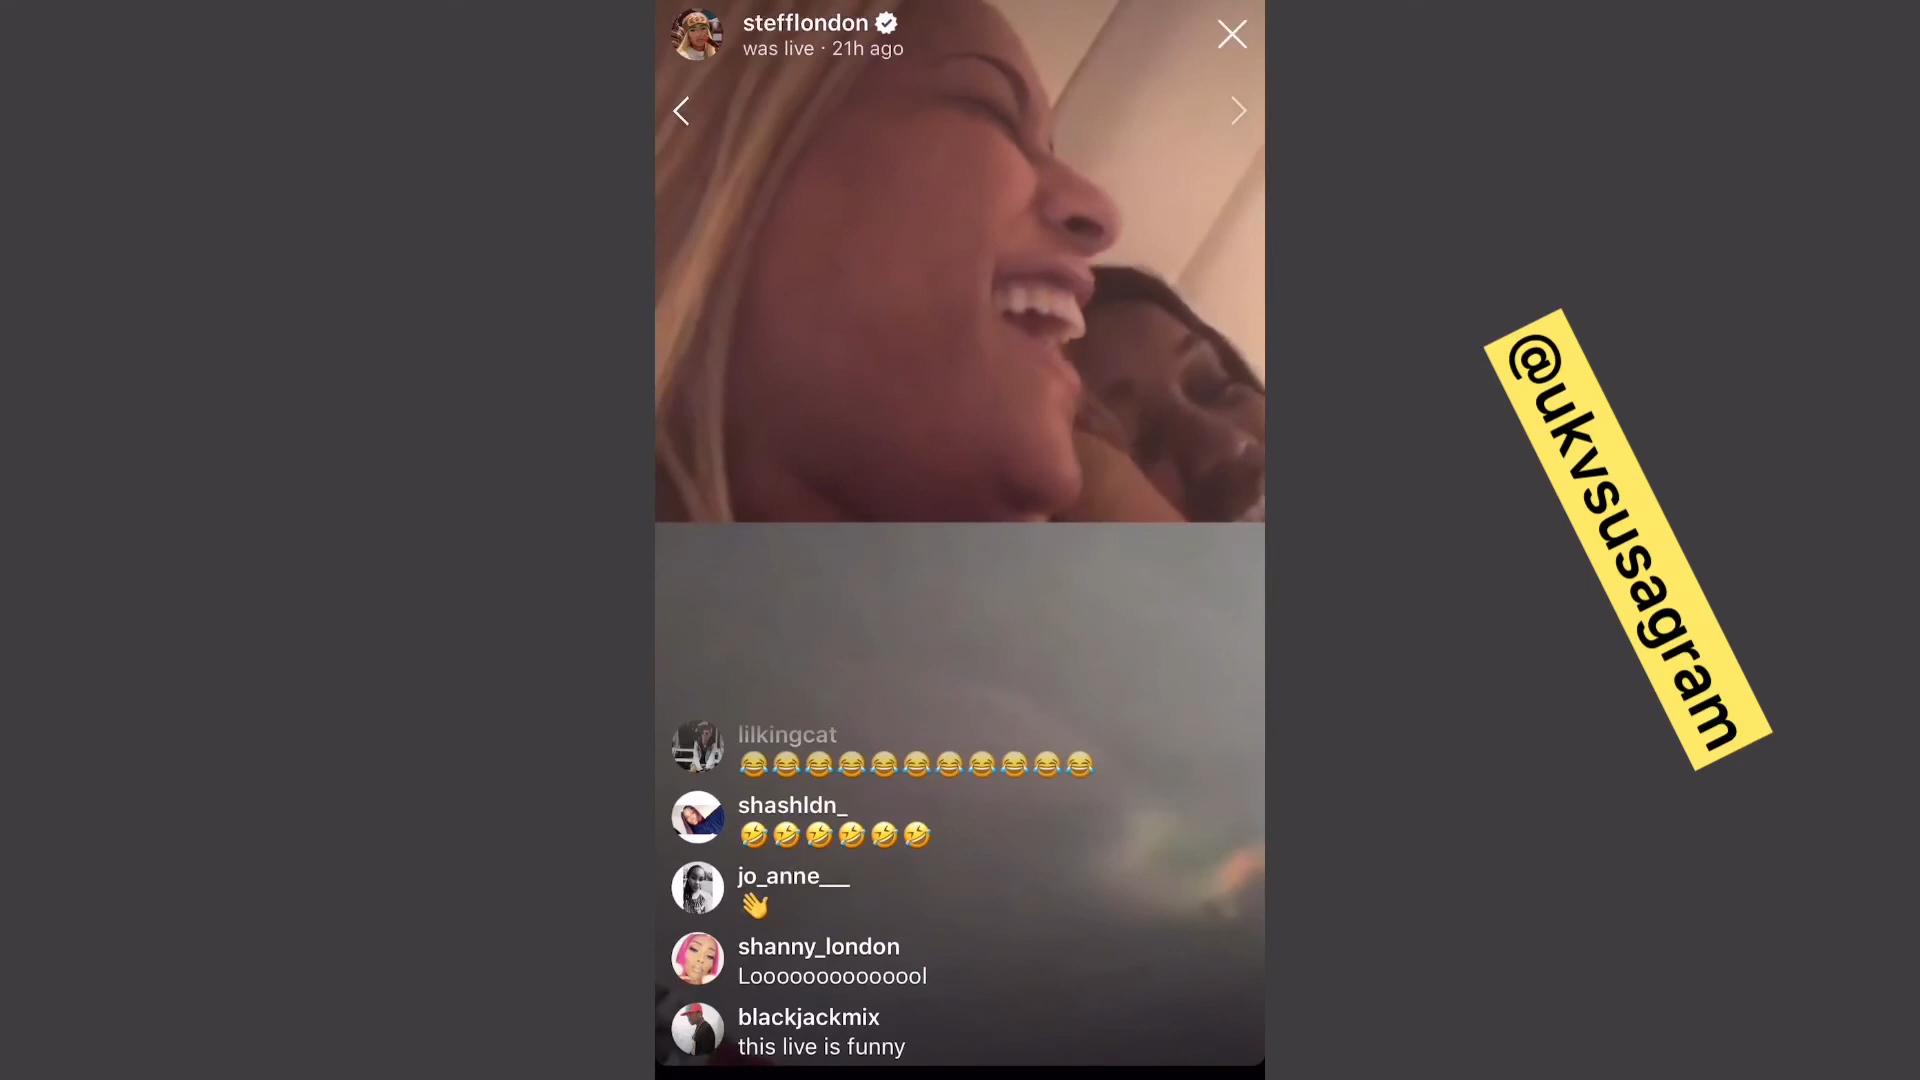 stefflondon
was live · 21h ago
@ukvsusagram
lilkingcat
😂😂😂😂😂😂😂😂😂😂😂
shashldn_
🤣🤣🤣🤣🤣🤣
jo_anne___
👋
shanny_london
Looooooooooooool
blackjackmix
this live is funny